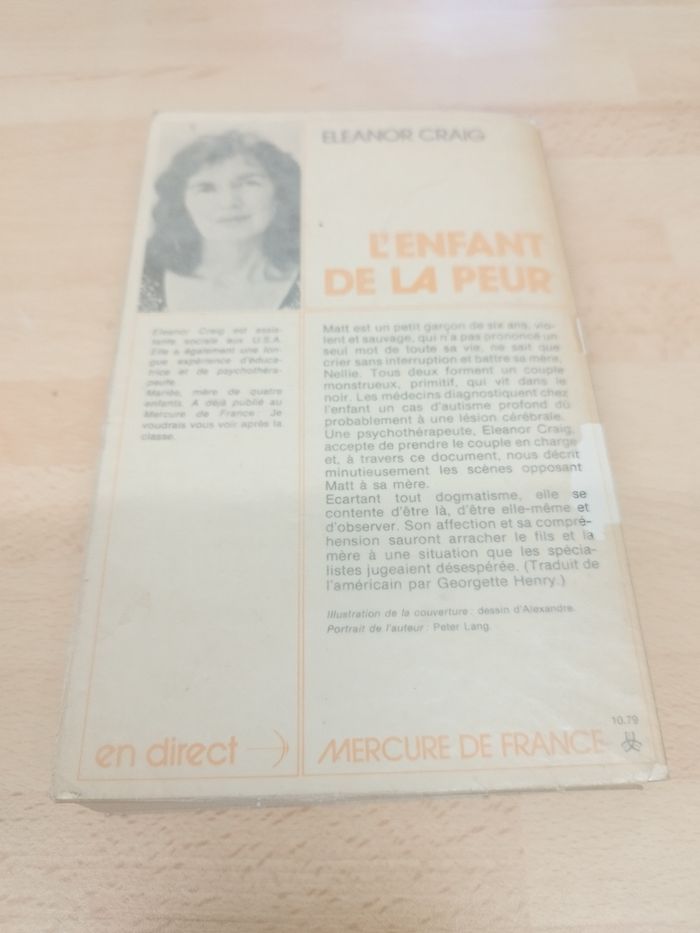 ELEANOR CRAIG
L'ENFANT
DE LA PEUR
Eleanor Craig est assis-
tante sociale aux U.S.A.
Elle a également une lon-
gue expérience d'éduca-
trice et de psychothéra-
peute.
Mariée, mère de quatre
enfants. A déjà publié au
Mercure de France : Je
voudrais vous voir après la
classe.
Matt est un petit garçon de six ans, vio-
lent et sauvage, qui n'a pas prononcé un
seul mot de toute sa vie, ne sait que
crier sans interruption et battre sa mère,
Nellie. Tous deux forment un couple
monstrueux, primitif, qui vit dans le
noir. Les médecins diagnostiquent chez
l'enfant un cas d'autisme profond dû
probablement à une lésion cérébrale.
Une psychothérapeute, Eleanor Craig,
accepte de prendre le couple en charge
et, à travers ce document, nous décrit
minutieusement les scènes opposant
Matt à sa mère.
Ecartant tout dogmatisme, elle se
contente d'être là, d'être elle-même et
d'observer. Son affection et sa compré-
hension sauront arracher le fils et la
mère à une situation que les spécia-
listes jugeaient désespérée. (Traduit de
l'américain par Georgette Henry.)
Illustration de la couverture : dessin d'Alexandre.
Portrait de l'auteur : Peter Lang.
10.79
en direct
MERCURE DE FRANCE